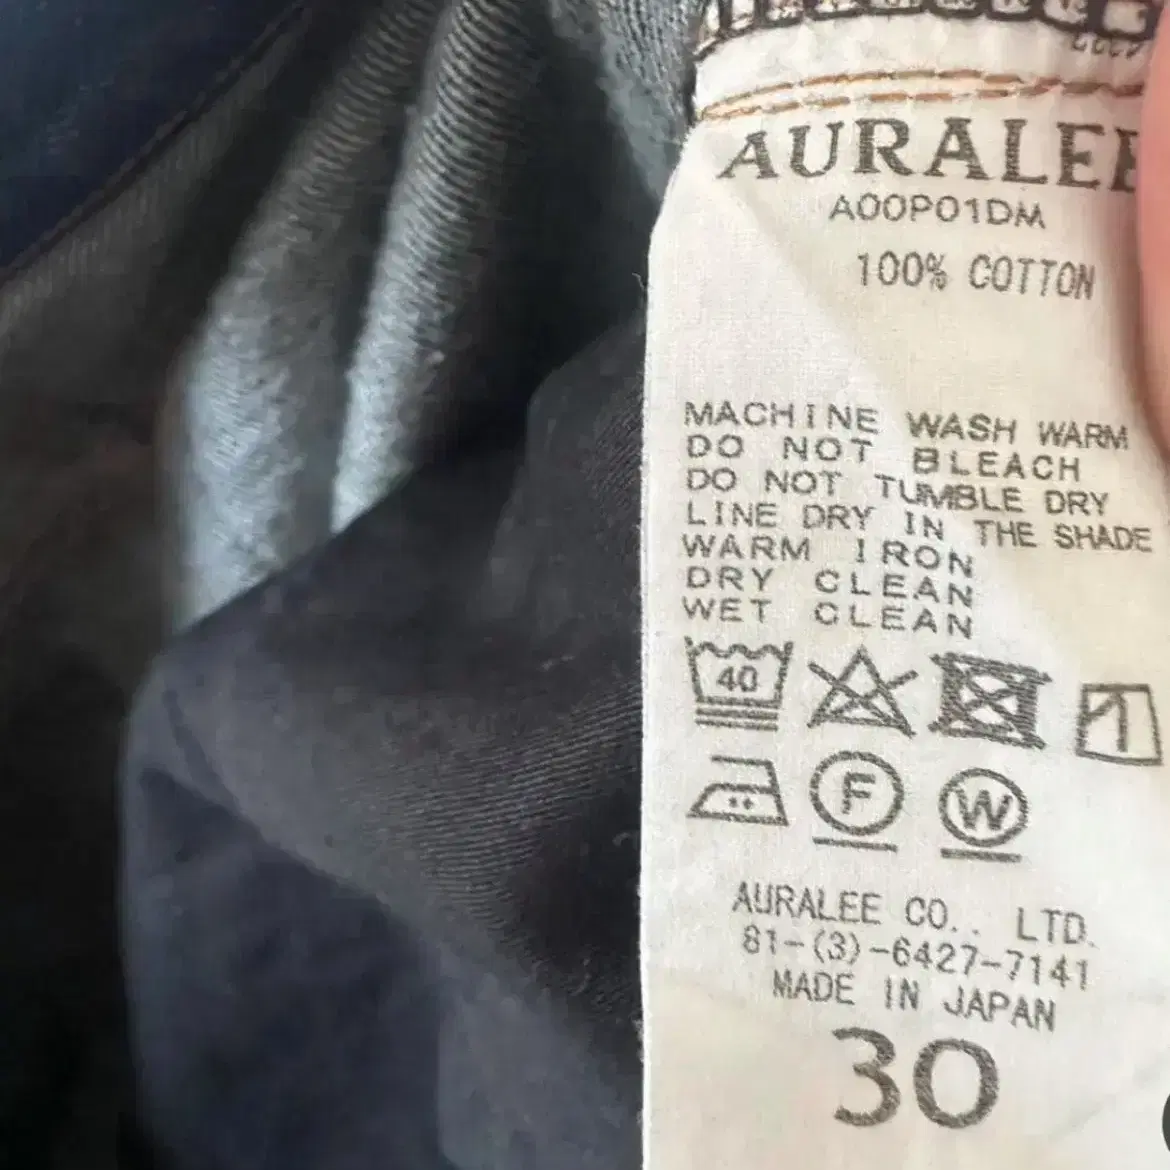 AURALEE
A00P01DM
100% COTTON
MACHINE WASH WARM
DO NOT BLEACH
DO NOT TUMBLE DRY
LINE DRY IN THE SHADE
WARM IRON
DRY CLEAN
WET CLEAN
40
F W
AURALEE CO., LTD.
81-(3)-6427-7141
MADE IN JAPAN
30